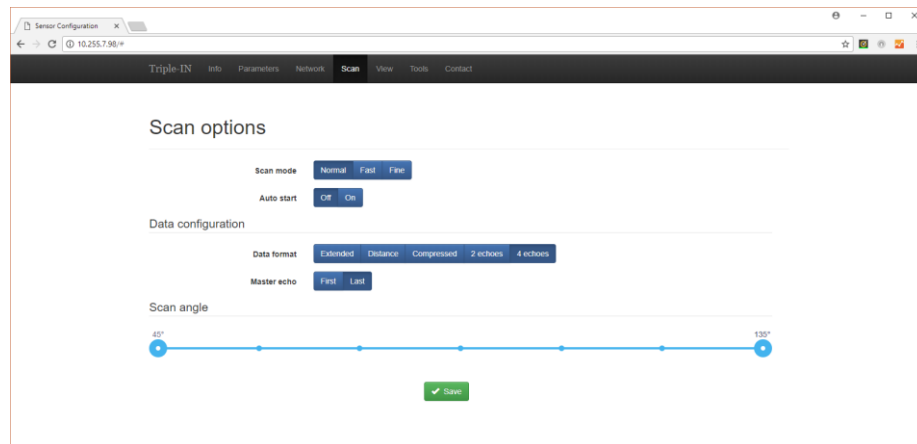 Sensor Configuration
10.255.7.98/#
Triple-IN Info Parameters Network Scan View Tools Contact
Scan options
Scan mode Normal Fast Fine
Auto start Off On
Data configuration
Data format Extended Distance Compressed 2 echoes 4 echoes
Master echo First Last
Scan angle
45° 135°
Save